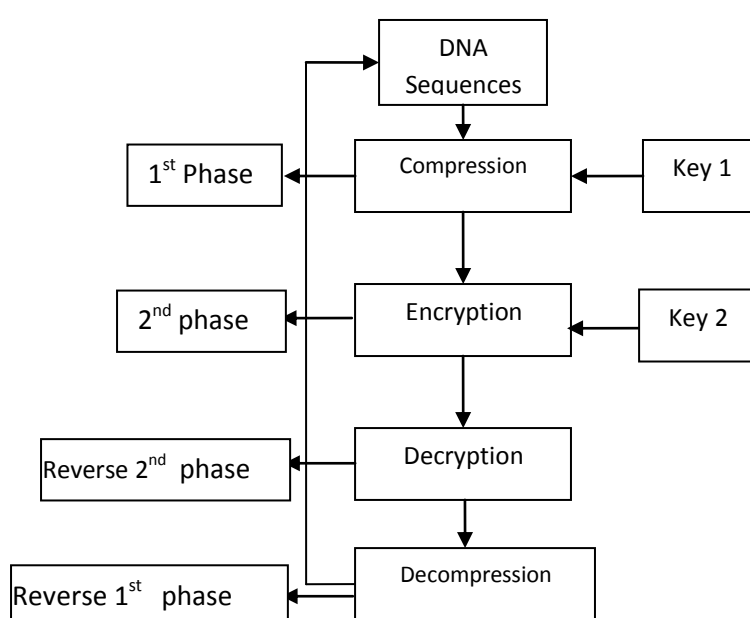 DNA
Sequences
1st Phase
Compression
Key 1
2nd phase
Encryption
Key 2
Reverse 2nd phase
Decryption
Reverse 1st phase
Decompression